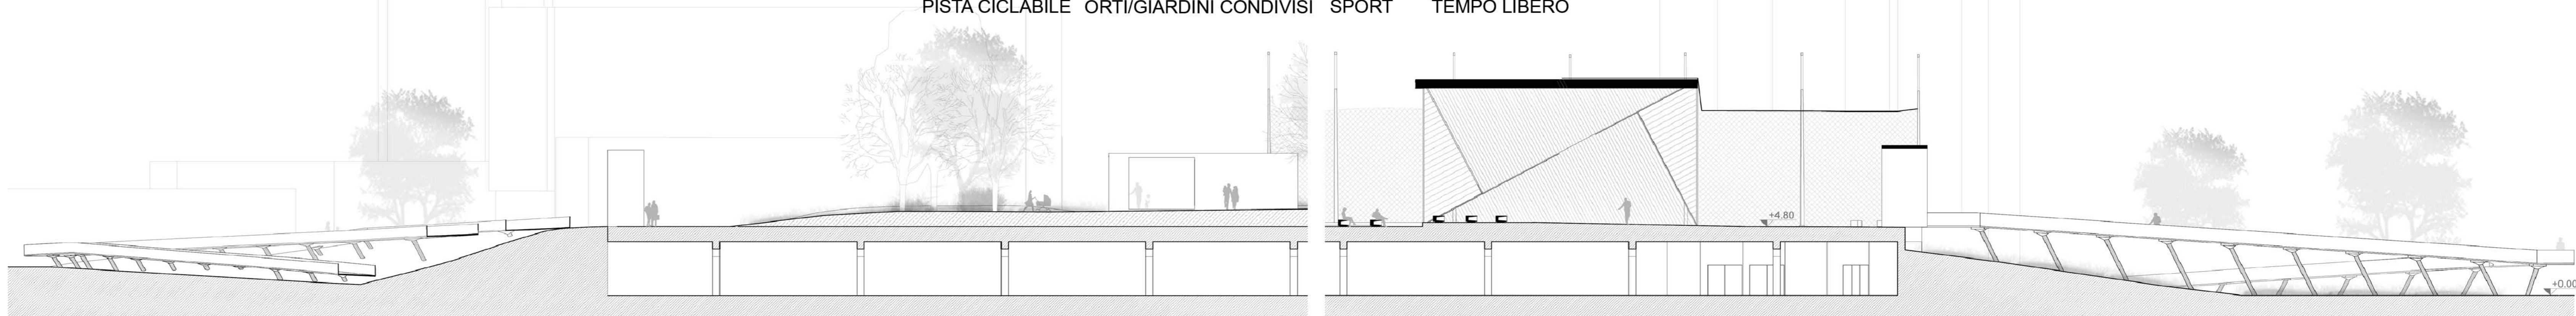 PISTA CICLABILE ORTI/GIARDINI CONDIVISI SPORT TEMPO LIBERO
+4.80
+0.00